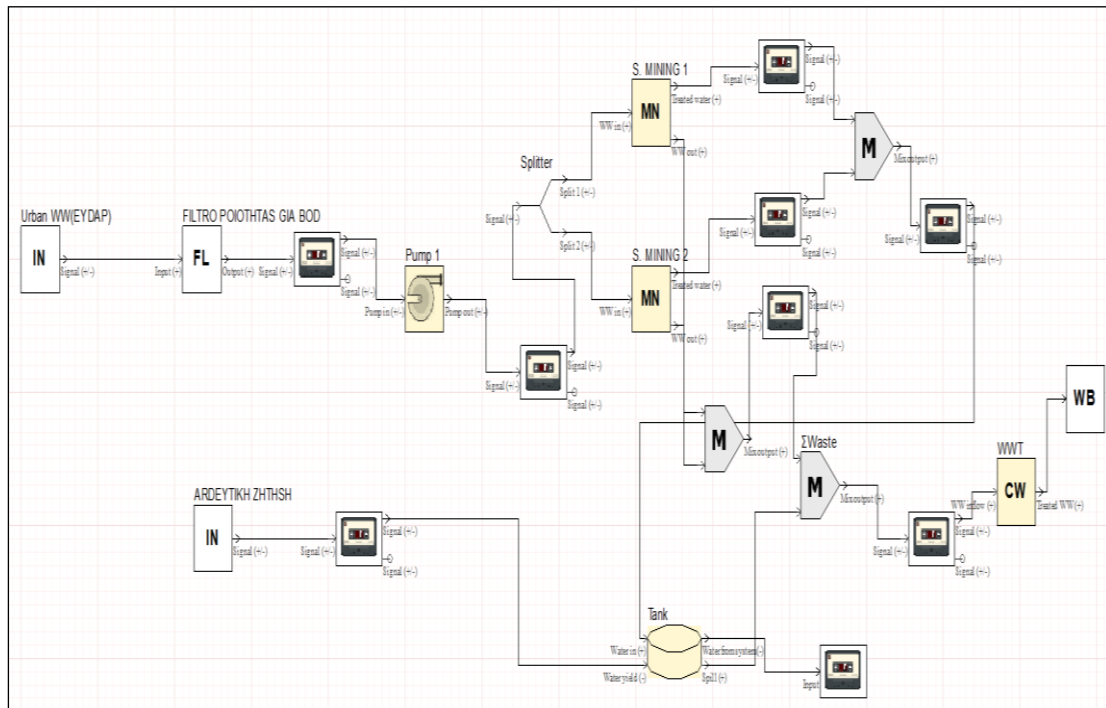 S. MINING 1
MN
Signal (+/-)
Signal (+/-)
Signal (+/-)
Treated water (+)
WW in (+)
WW out (+)
M
Mix output (+)
Splitter
Signal (+/-)
Split 1 (+/-)
Split 2 (+/-)
Urban WW(EYDAP)
IN
Signal (+/-)
FILTRO POIOTHTAS GIA BOD
FL
Input (+)
Output (+)
Signal (+/-)
Signal (+/-)
Signal (+/-)
Pump 1
Pump in (+/-)
Pump out (+/-)
Signal (+/-)
Signal (+/-)
Signal (+/-)
S. MINING 2
MN
Treated water (+)
WW in (+)
WW out (+)
Signal (+/-)
Signal (+/-)
Signal (+/-)
Signal (+/-)
Signal (+/-)
Signal (+/-)
Signal (+/-)
Signal (+/-)
Signal (+/-)
M
Mix output (+)
ΣWaste
M
Mix output (+)
WWT
CW
WW inflow (+)
Treated WW(+)
WB
Signal (+/-)
Signal (+/-)
Signal (+/-)
ARDEYTIKH ZHTHSH
IN
Signal (+/-)
Signal (+/-)
Signal (+/-)
Signal (+/-)
Tank
Water in (+)
Water from system (-)
Water yield (-)
Spill (+)
Input